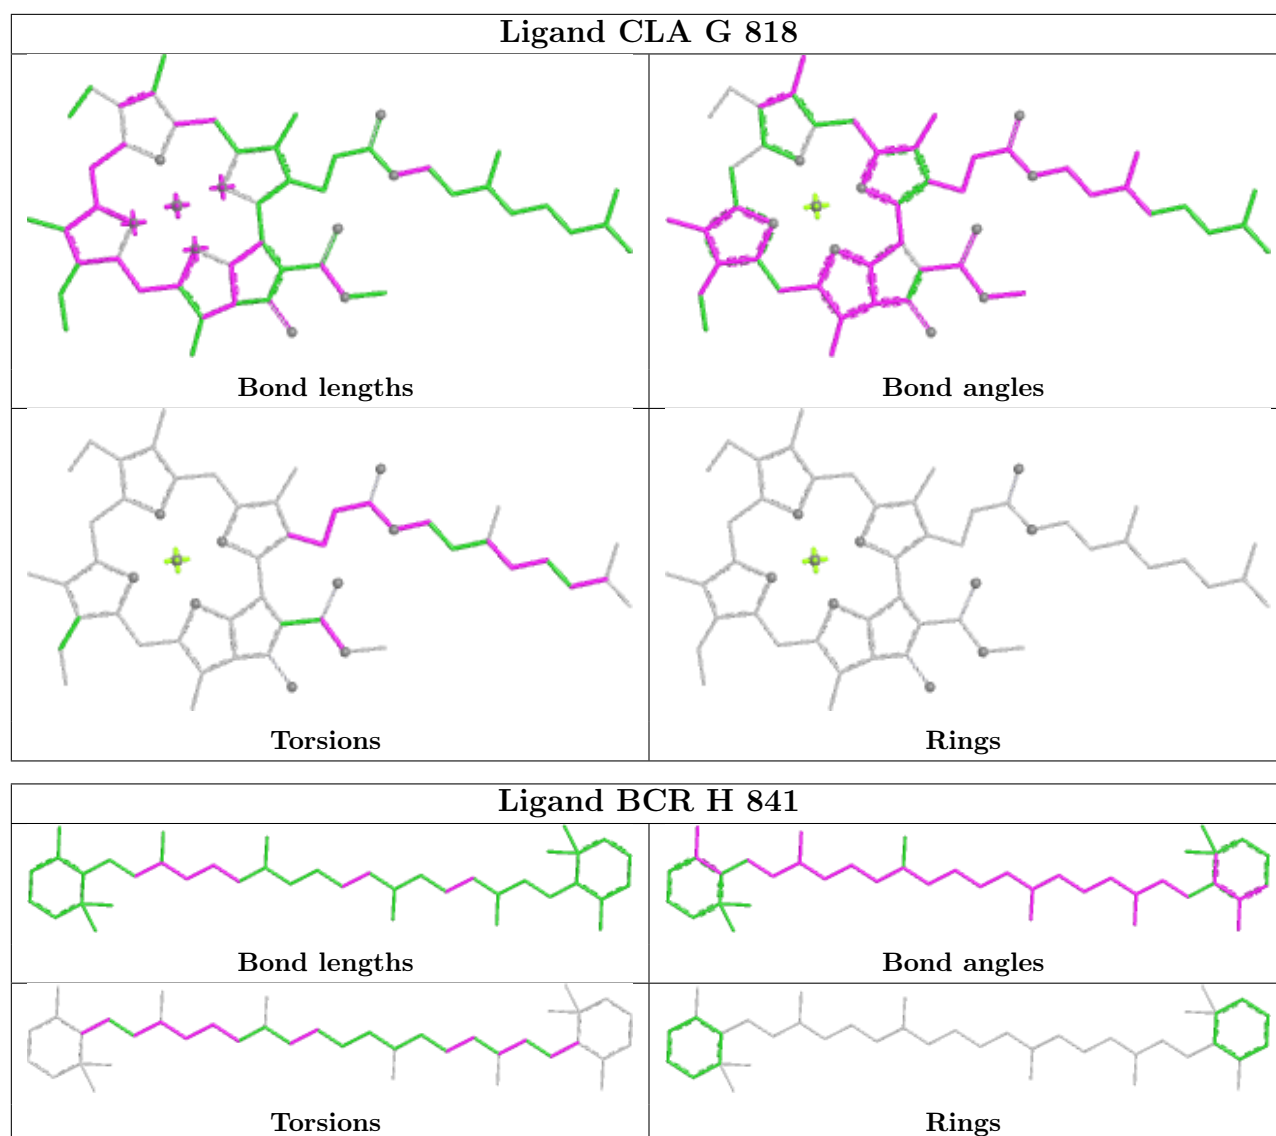 Ligand CLA G 818
Bond lengths
Bond angles
Torsions
Rings
Ligand BCR H 841
Bond lengths
Bond angles
Torsions
Rings